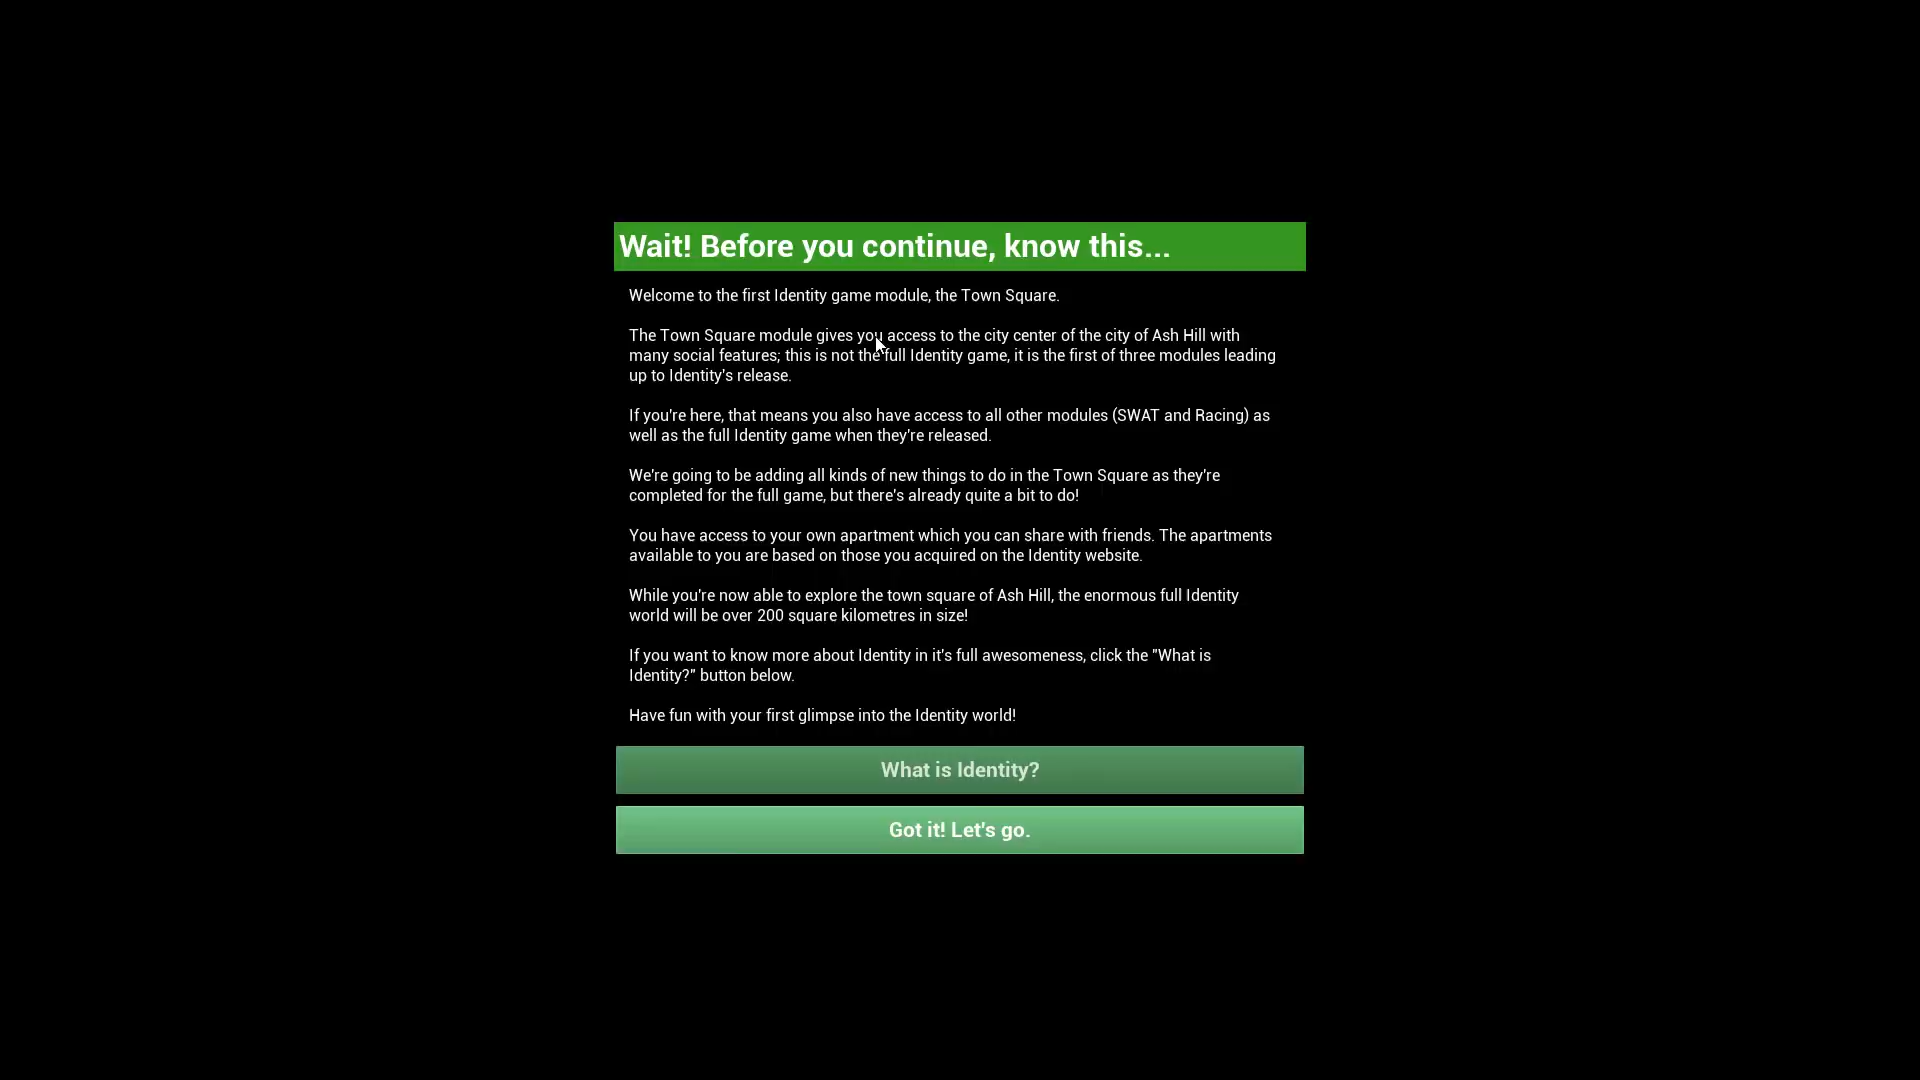 Wait! Before you continue, know this...
Welcome to the first Identity game module, the Town Square.
The Town Square module gives you access to the city center of the city of Ash Hill with
many social features; this is not the full Identity game, it is the first of three modules leading
up to Identity's release.
If you're here, that means you also have access to all other modules (SWAT and Racing) as
well as the full Identity game when they're released.
We're going to be adding all kinds of new things to do in the Town Square as they're
completed for the full game, but there's already quite a bit to do!
You have access to your own apartment which you can share with friends. The apartments
available to you are based on those you acquired on the Identity website.
While you're now able to explore the town square of Ash Hill, the enormous full Identity
world will be over 200 square kilometres in size!
If you want to know more about Identity in it's full awesomeness, click the "What is
Identity?" button below.
Have fun with your first glimpse into the Identity world!
What is Identity?
Got it! Let's go.